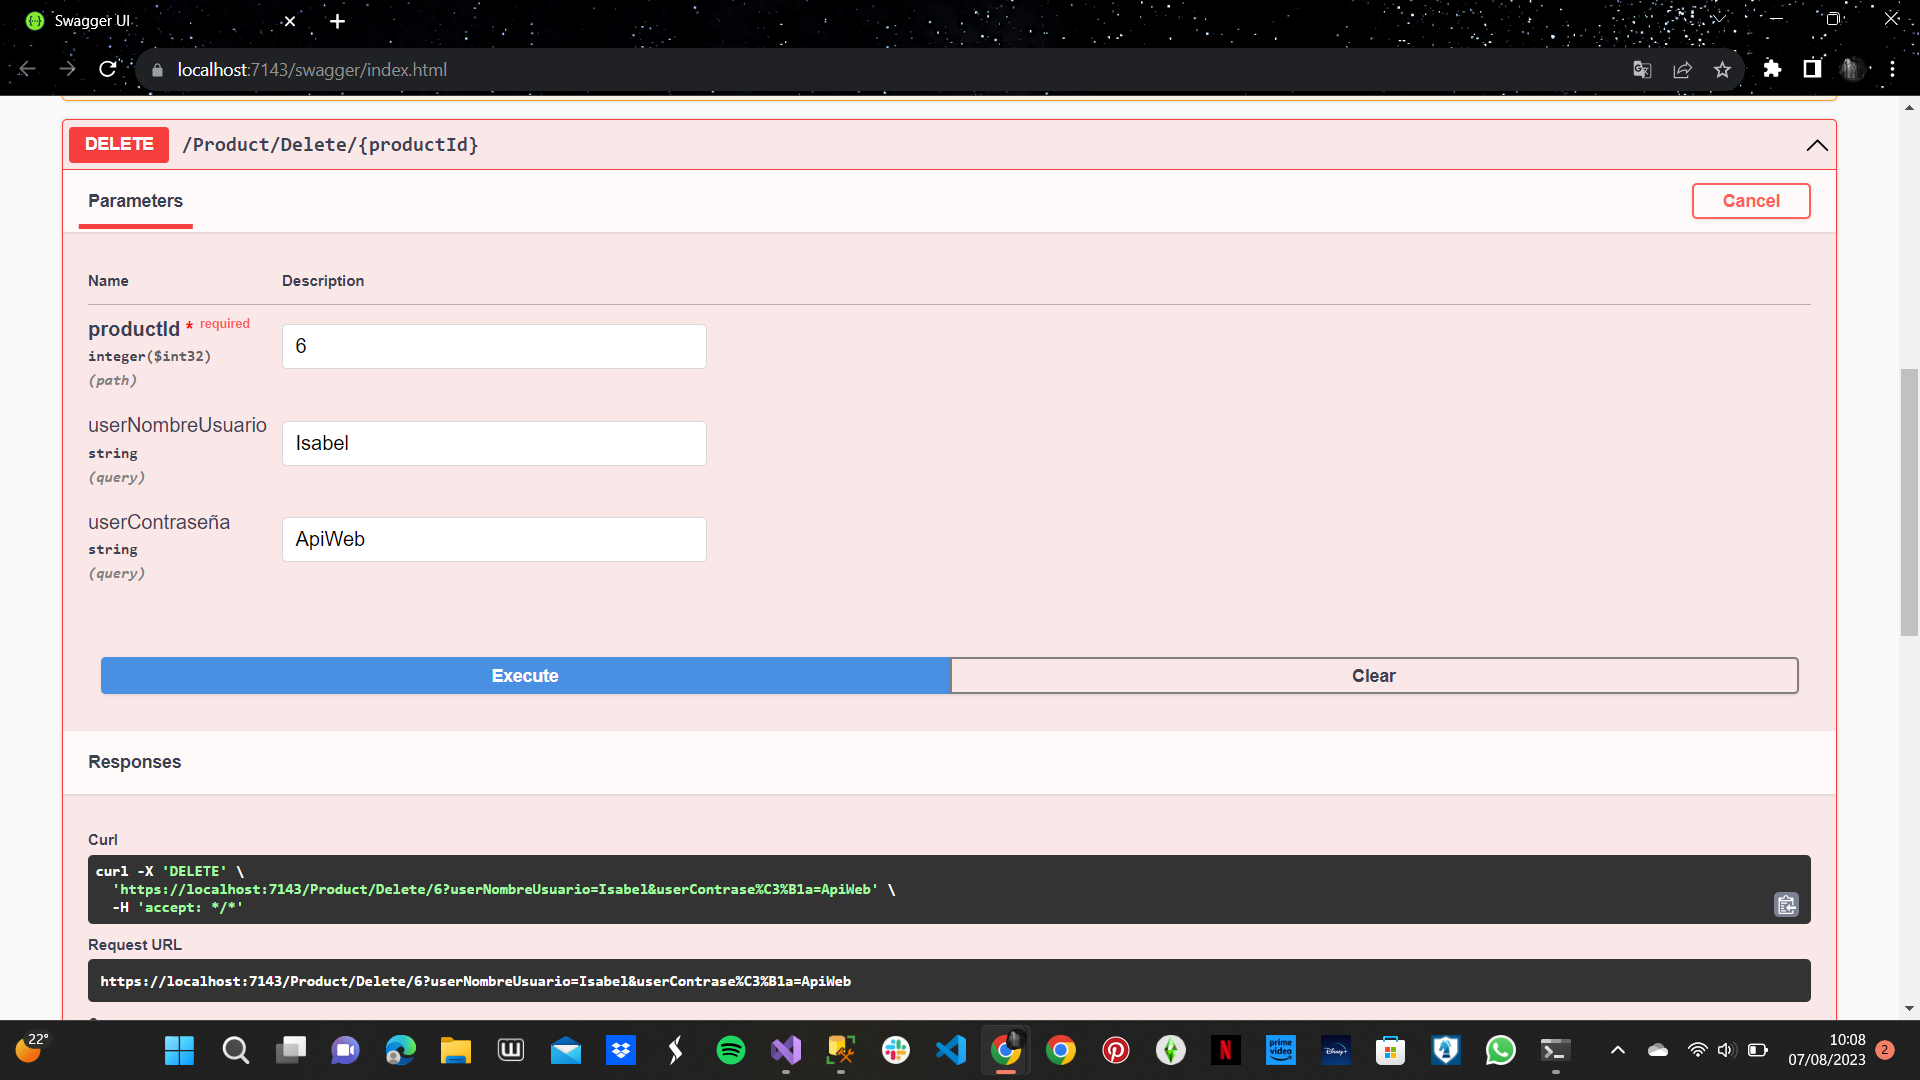 Swagger UI
localhost:7143/swagger/index.html
DELETE /Product/Delete/{productId}
Parameters
Cancel
Name Description
productId * required
integer($int32)
(path)
6
userNombreUsuario
string
(query)
Isabel
userContraseña
string
(query)
ApiWeb
Execute
Clear
Responses
Curl
curl -X 'DELETE' \
'https://localhost:7143/Product/Delete/6?userNombreUsuario=Isabel&userContrase%C3%B1a=ApiWeb' \
-H 'accept: */*'
Request URL
https://localhost:7143/Product/Delete/6?userNombreUsuario=Isabel&userContrase%C3%B1a=ApiWeb
22°
prime video
Disney+
10:08
07/08/2023
2